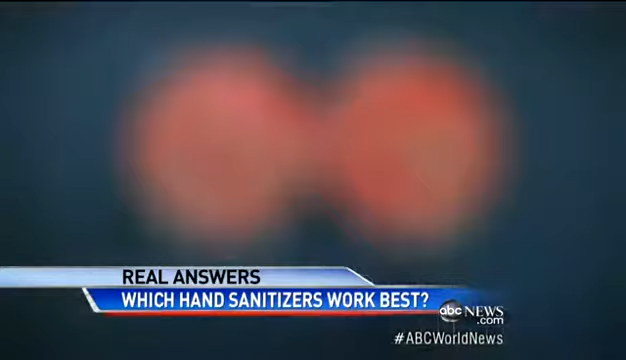 REAL ANSWERS
WHICH HAND SANITIZERS WORK BEST?
abc NEWS
.com
#ABCWorldNews